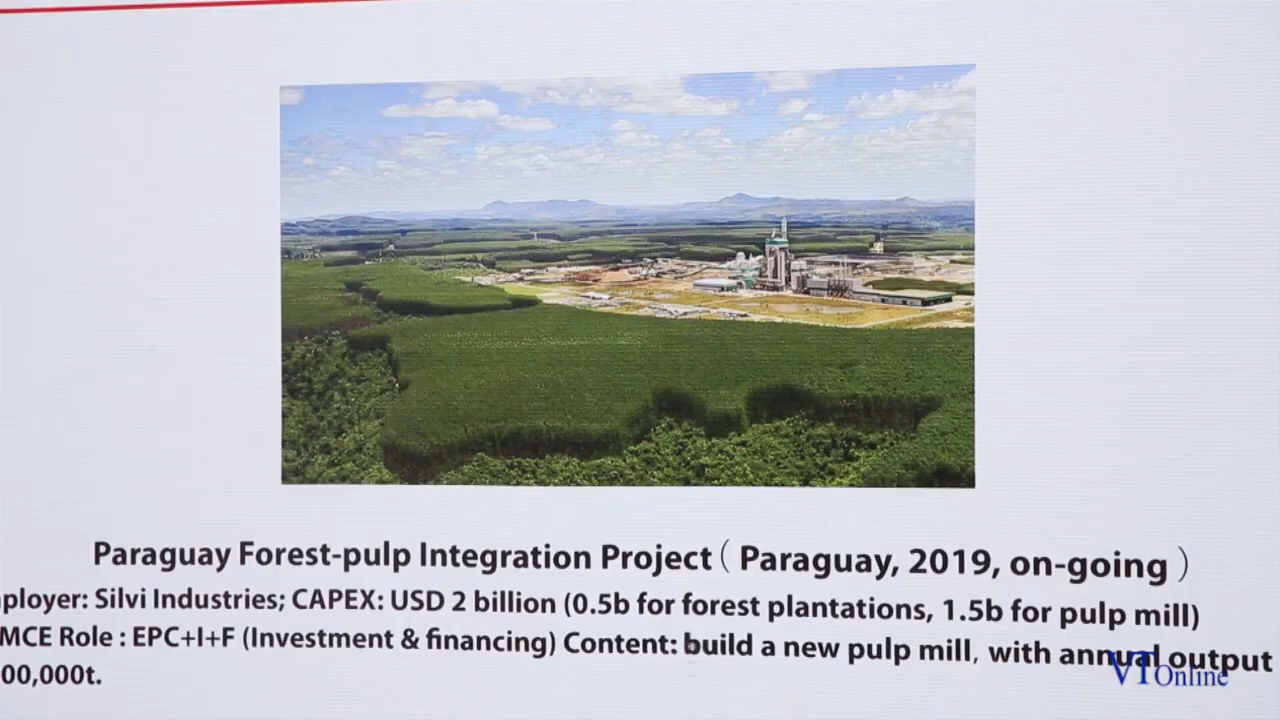 Paraguay Forest-pulp Integration Project ( Paraguay, 2019, on-going )
ployer: Silvi Industries; CAPEX: USD 2 billion (0.5b for forest plantations, 1.5b for pulp mill)
MCE Role : EPC+I+F (Investment & financing) Content: build a new pulp mill, with annual output
00,000t.
VTOnline